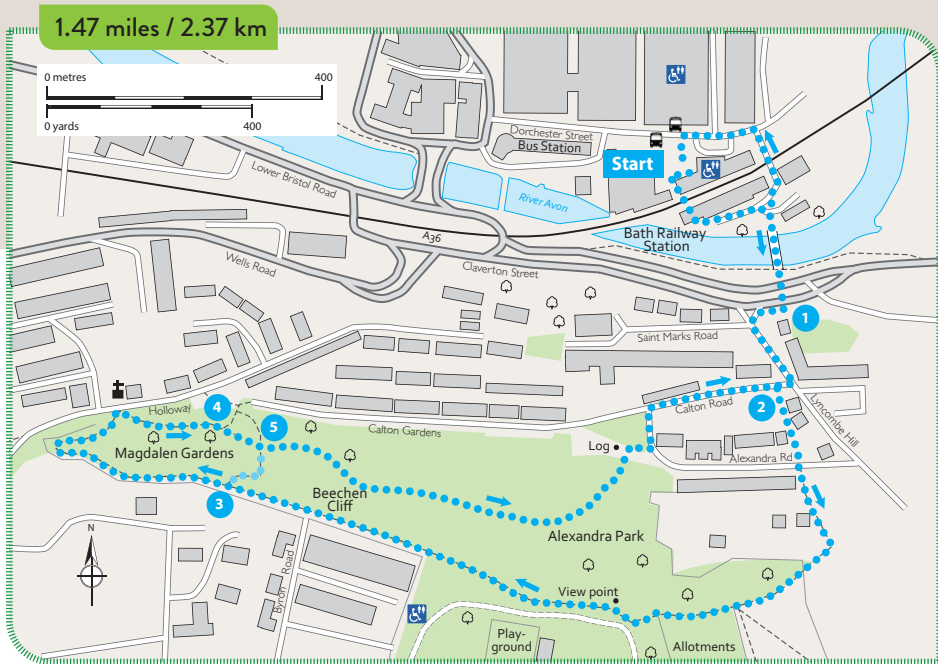 1.47 miles / 2.37 km
0 metres
400
0 yards
400
Dorchester Street
Bus Station
Start
Lower Bristol Road
River Avon
Bath Railway
Station
A36
Wells Road
Claverton Street
1
Saint Marks Road
Holloway
4
5
Calton Gardens
Calton Road
2
Lyncombe Hill
Magdalen Gardens
Log
Alexandra Rd
3
Beechen
Cliff
Alexandra Park
N
Byron Road
View point
Play-
ground
Allotments